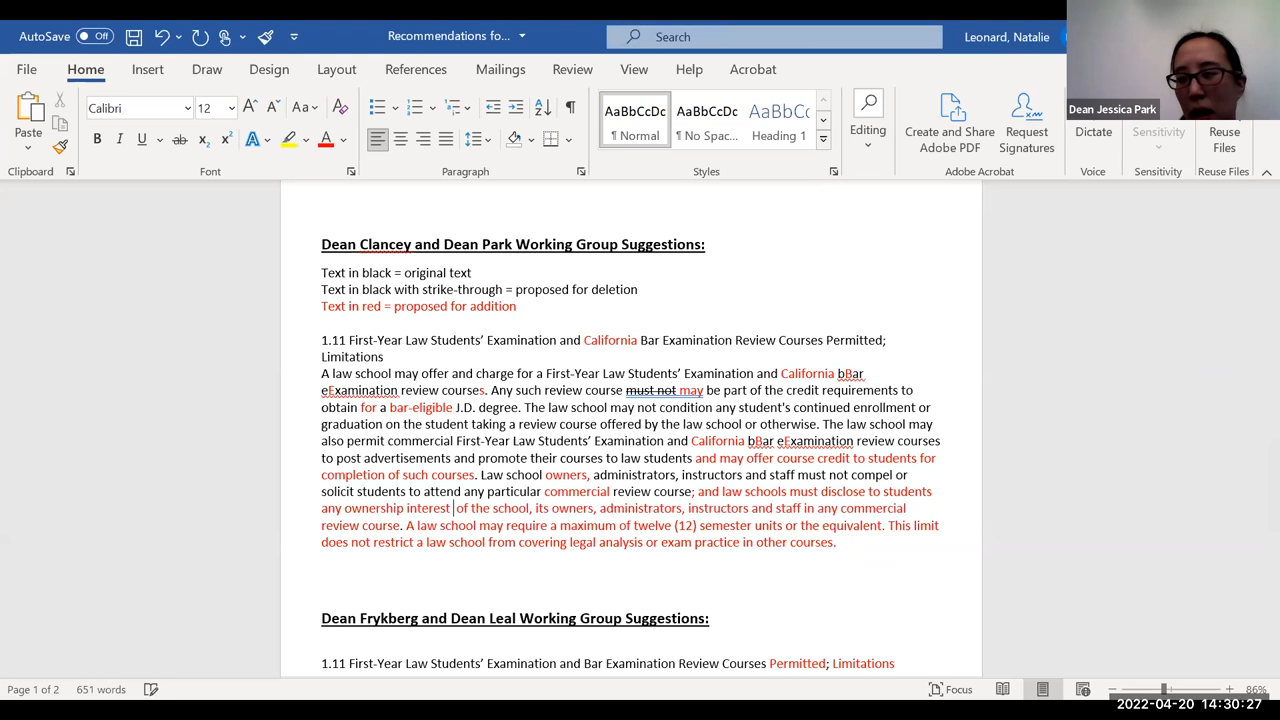 AutoSave
Off
Recommendations fo...
Search
Leonard, Natalie
File
Home
Insert
Draw
Design
Layout
References
Mailings
Review
View
Help
Acrobat
Dean Jessica Park
Paste
Calibri
12
AaBbCcDc
AaBbCcDc
AaBbCc
¶ Normal
¶ No Spac...
Heading 1
Editing
Create and Share
Adobe PDF
Request
Signatures
Dictate
Sensitivity
Reuse
Files
Clipboard
Font
Paragraph
Styles
Adobe Acrobat
Voice
Sensitivity
Reuse Files
Dean Clancey and Dean Park Working Group Suggestions:
Text in black = original text
Text in black with strike-through = proposed for deletion
Text in red = proposed for addition
1.11 First-Year Law Students’ Examination and California Bar Examination Review Courses Permitted;
Limitations
A law school may offer and charge for a First-Year Law Students’ Examination and California bBar
eExamination review courses. Any such review course must not may be part of the credit requirements to
obtain for a bar-eligible J.D. degree. The law school may not condition any student's continued enrollment or
graduation on the student taking a review course offered by the law school or otherwise. The law school may
also permit commercial First-Year Law Students’ Examination and California bBar eExamination review courses
to post advertisements and promote their courses to law students and may offer course credit to students for
completion of such courses. Law school owners, administrators, instructors and staff must not compel or
solicit students to attend any particular commercial review course; and law schools must disclose to students
any ownership interest of the school, its owners, administrators, instructors and staff in any commercial
review course. A law school may require a maximum of twelve (12) semester units or the equivalent. This limit
does not restrict a law school from covering legal analysis or exam practice in other courses.
Dean Frykberg and Dean Leal Working Group Suggestions:
1.11 First-Year Law Students’ Examination and Bar Examination Review Courses Permitted; Limitations
Page 1 of 2
651 words
Focus
86%
2022-04-20 14:30:27